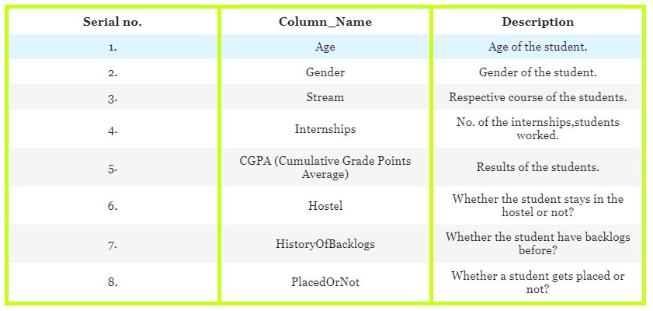 Serial no. Column_Name Description
1. Age Age of the student.
2. Gender Gender of the student.
3. Stream Respective course of the students.
4. Internships No. of the internships,students
worked.
5. CGPA (Cumulative Grade Points
Average) Results of the students.
6. Hostel Whether the student stays in the
hostel or not?
7. HistoryOfBacklogs Whether the student have backlogs
before?
8. PlacedOrNot Whether a student gets placed or
not?